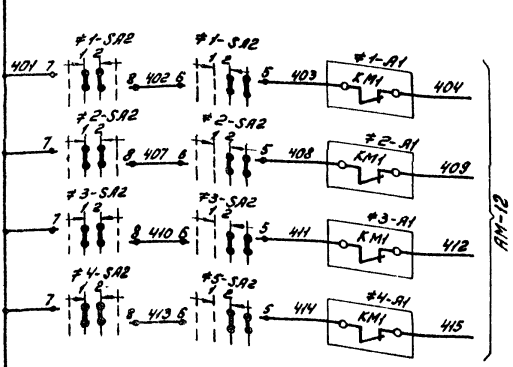 ≠1-SA2 ≠1-SA2 ≠1-A1
1 2 1 2
401 7 8 402 6 5 403 KM1 404
≠2-SA2 ≠2-SA2 ≠2-A1
1 2 1 2
7 8 407 6 5 408 KM1 409
≠3-SA2 ≠3-SA2 ≠3-A1
1 2 1 2
7 8 410 6 5 411 KM1 412
≠4-SA2 ≠5-SA2 ≠4-A1
1 2 1 2
7 8 413 6 5 414 KM1 415
AM-12